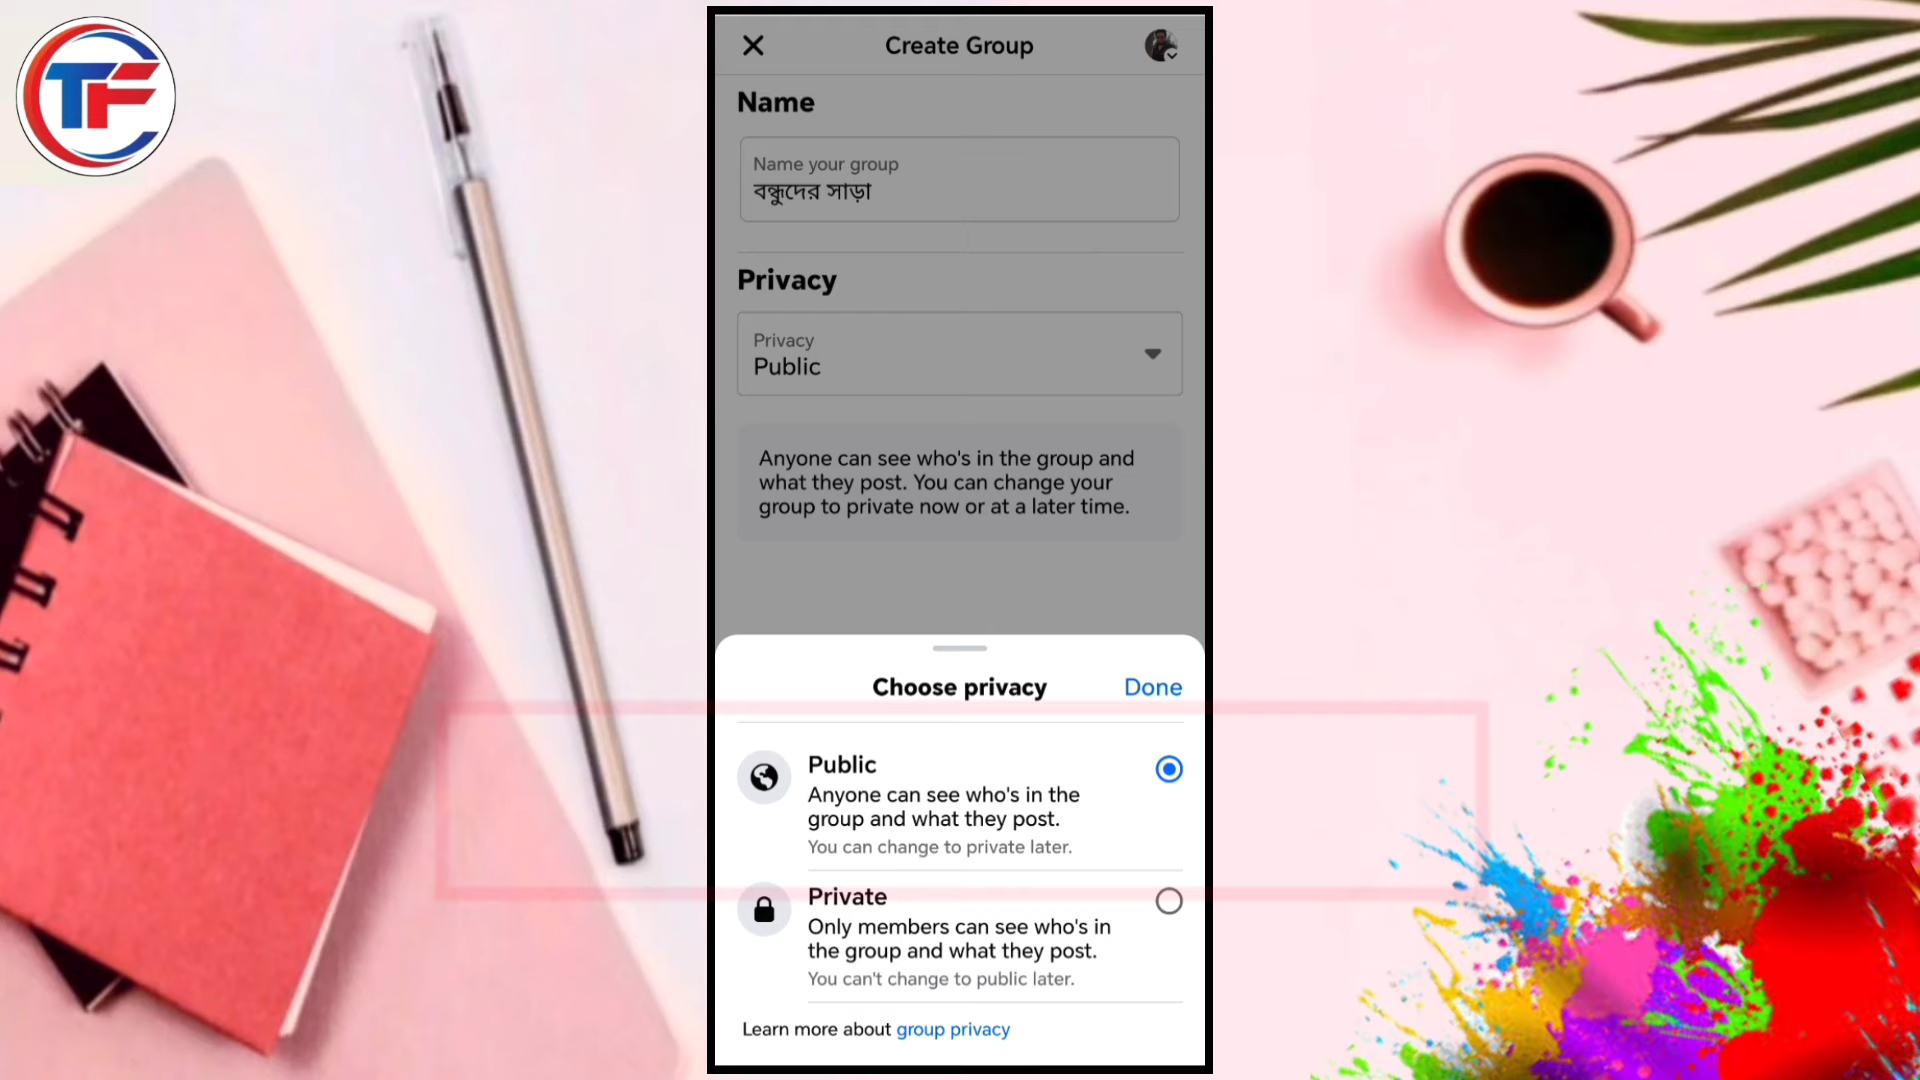 TF
Create Group
Name
Name your group
বন্ধুদের সাড়া
Privacy
Privacy
Public
Anyone can see who's in the group and
what they post. You can change your
group to private now or at a later time.
Choose privacy
Done
Public
Anyone can see who's in the
group and what they post.
You can change to private later.
Private
Only members can see who's in
the group and what they post.
You can't change to public later.
Learn more about group privacy